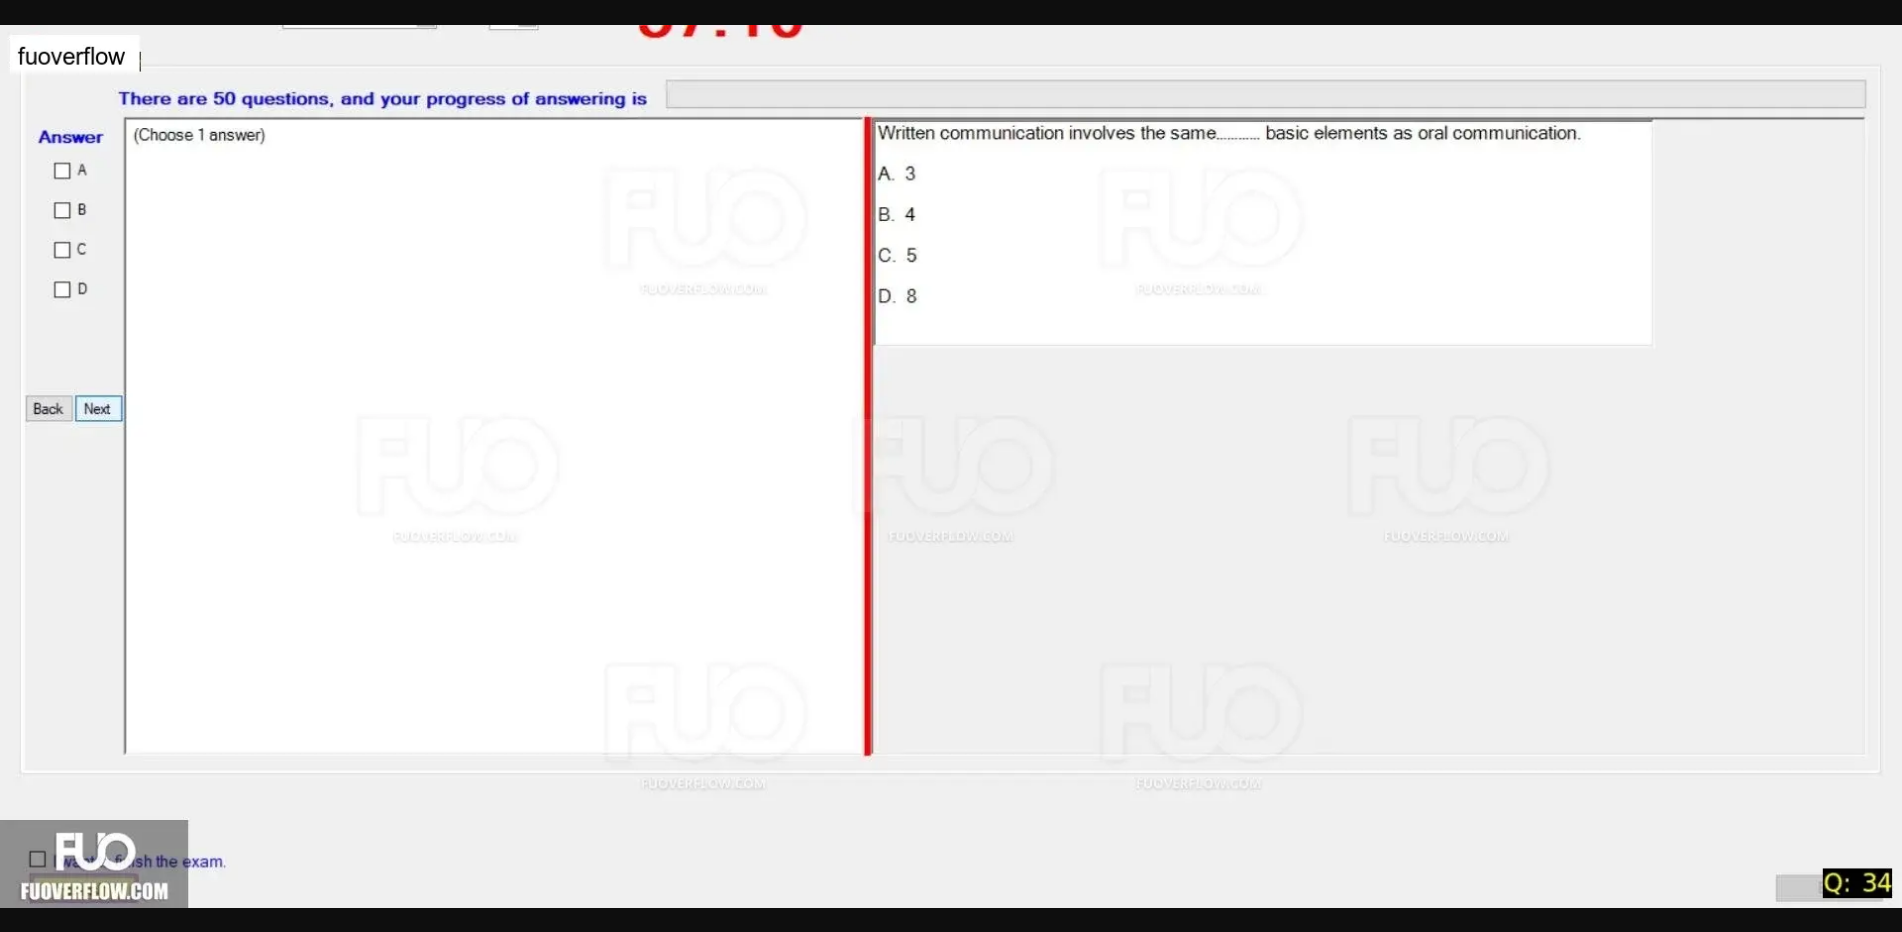 fuoverflow
There are 50 questions, and your progress of answering is
Answer
A
B
C
D
Back Next
(Choose 1 answer)
Written communication involves the same........... basic elements as oral communication.
A. 3
B. 4
C. 5
D. 8
FUO
FUOVERFLOW.COM
FUO
FUOVERFLOW.COM
FUO
FUOVERFLOW.COM
FUO
FUOVERFLOW.COM
FUO
FUOVERFLOW.COM
FUO
FUOVERFLOW.COM
FUO
FUOVERFLOW.COM
FUO
the exam.
FUOVERFLOW.COM
Q: 34